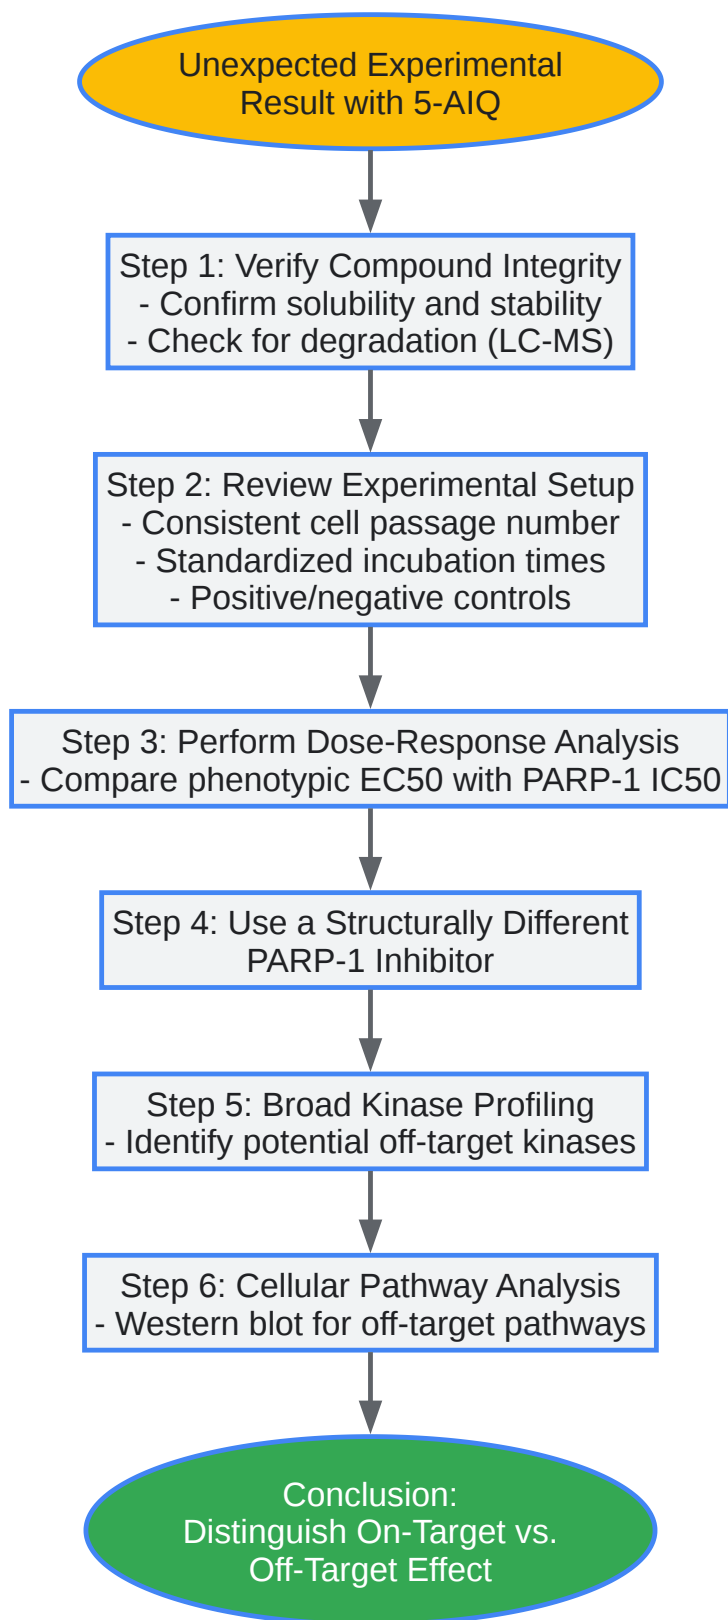 Unexpected Experimental
Result with 5-AIQ
Step 1: Verify Compound Integrity
- Confirm solubility and stability
- Check for degradation (LC-MS)
Step 2: Review Experimental Setup
- Consistent cell passage number
- Standardized incubation times
- Positive/negative controls
Step 3: Perform Dose-Response Analysis
- Compare phenotypic EC50 with PARP-1 IC50
Step 4: Use a Structurally Different
PARP-1 Inhibitor
Step 5: Broad Kinase Profiling
- Identify potential off-target kinases
Step 6: Cellular Pathway Analysis
- Western blot for off-target pathways
Conclusion:
Distinguish On-Target vs.
Off-Target Effect